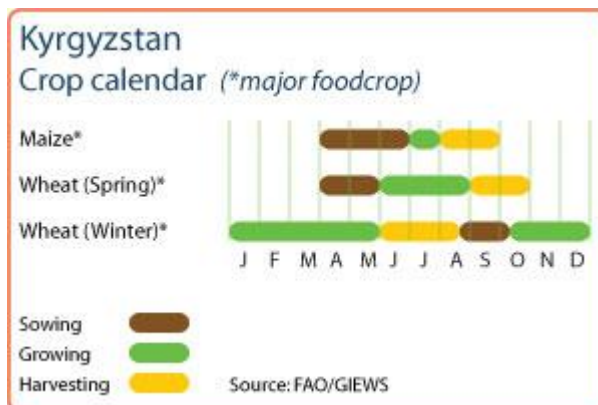 Kyrgyzstan
Crop calendar (*major foodcrop)
Maize*
Wheat (Spring)*
Wheat (Winter)*
J F M A M J J A S O N D
Sowing
Growing
Harvesting
Source: FAO/GIEWS